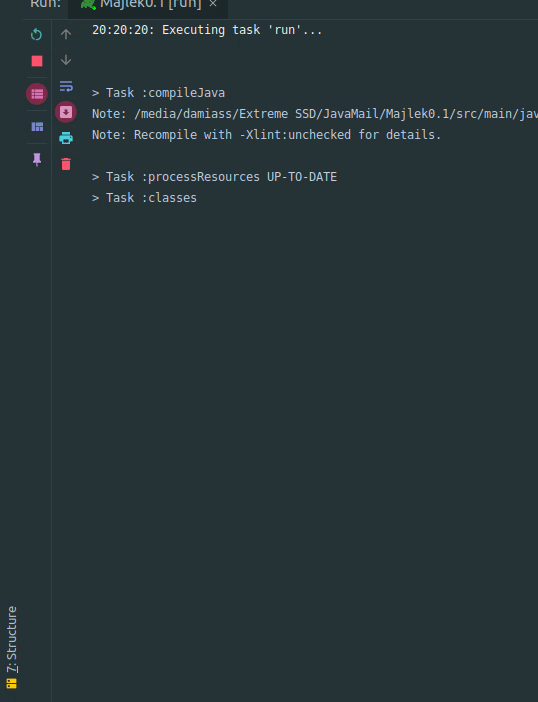 Run: Majlek0.1 [run] ×
20:20:20: Executing task 'run'...
> Task :compileJava
Note: /media/damiass/Extreme SSD/JavaMail/Majlek0.1/src/main/jav
Note: Recompile with -Xlint:unchecked for details.
> Task :processResources UP-TO-DATE
> Task :classes
7: Structure